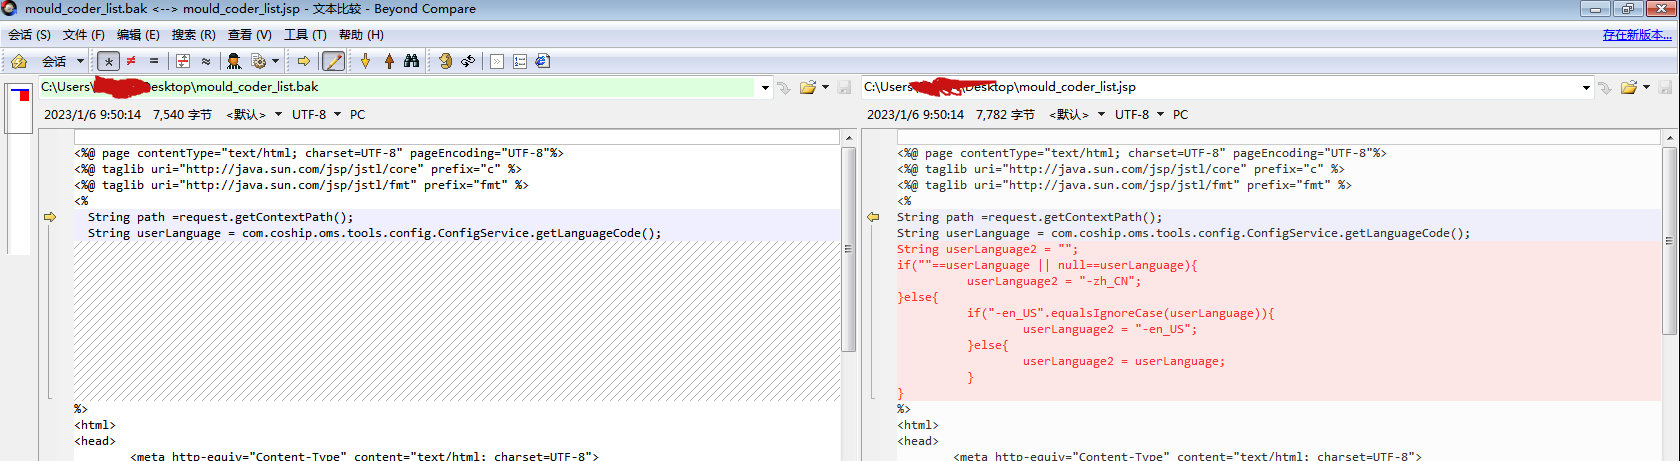 mould_coder_list.bak <--> mould_coder_list.jsp - 文本比较 - Beyond Compare
会话 (S) 文件 (F) 编辑 (E) 搜索 (R) 查看 (V) 工具 (T) 帮助 (H) 存在新版本...
会话
C:\Users\ esktop\mould_coder_list.bak
2023/1/6 9:50:14 7,540 字节 <默认> UTF-8 PC
<%@ page contentType="text/html; charset=UTF-8" pageEncoding="UTF-8"%>
<%@ taglib uri="http://java.sun.com/jsp/jstl/core" prefix="c" %>
<%@ taglib uri="http://java.sun.com/jsp/jstl/fmt" prefix="fmt" %>
<%
String path =request.getContextPath();
String userLanguage = com.coship.oms.tools.config.ConfigService.getLanguageCode();
%>
<html>
<head>
<meta http-equiv="Content-Type" content="text/html; charset=UTF-8">
C:\Users\ \Desktop\mould_coder_list.jsp
2023/1/6 9:50:14 7,782 字节 <默认> UTF-8 PC
<%@ page contentType="text/html; charset=UTF-8" pageEncoding="UTF-8"%>
<%@ taglib uri="http://java.sun.com/jsp/jstl/core" prefix="c" %>
<%@ taglib uri="http://java.sun.com/jsp/jstl/fmt" prefix="fmt" %>
<%
String path =request.getContextPath();
String userLanguage = com.coship.oms.tools.config.ConfigService.getLanguageCode();
String userLanguage2 = "";
if(""==userLanguage || null==userLanguage){
userLanguage2 = "-zh_CN";
}else{
if("-en_US".equalsIgnoreCase(userLanguage)){
userLanguage2 = "-en_US";
}else{
userLanguage2 = userLanguage;
}
}
%>
<html>
<head>
<meta http-equiv="Content-Type" content="text/html; charset=UTF-8">